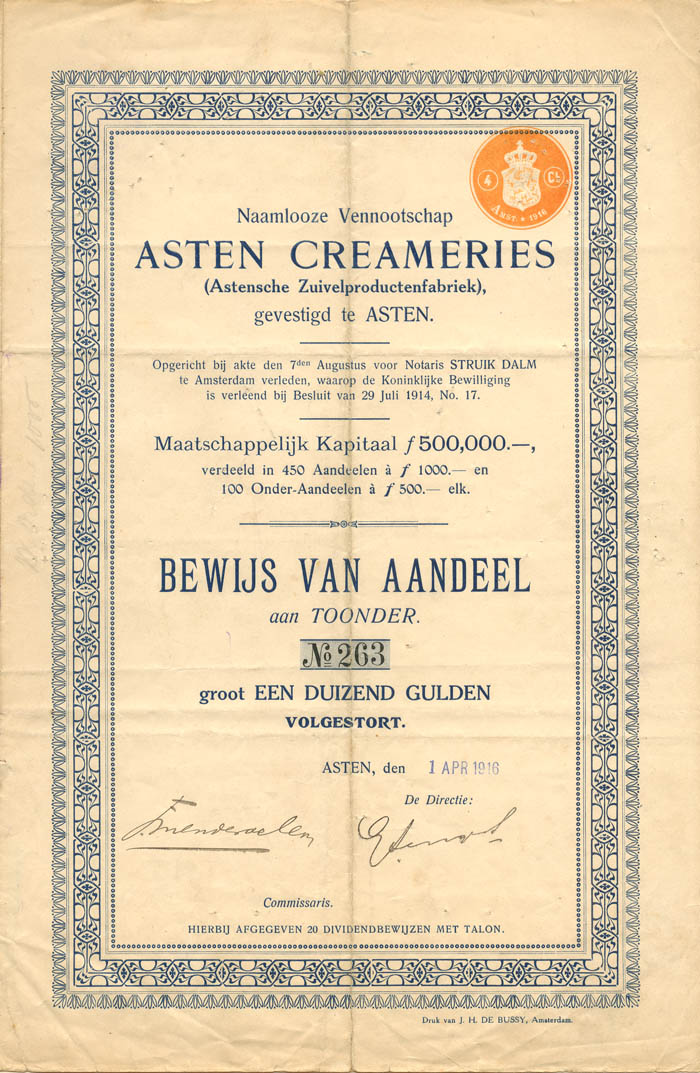 4 Ct.
AMST. * 1916
Naamlooze Vennootschap
ASTEN CREAMERIES
(Astensche Zuivelproductenfabriek),
gevestigd te ASTEN.
Opgericht bij akte den 7den Augustus voor Notaris STRUIK DALM
te Amsterdam verleden, waarop de Koninklijke Bewilliging
is verleend bij Besluit van 29 Juli 1914, No. 17.
Maatschappelijk Kapitaal f 500,000.—,
verdeeld in 450 Aandeelen à f 1000.— en
100 Onder-Aandeelen à f 500.— elk.
BEWIJS VAN AANDEEL
aan TOONDER.
No 263
groot EEN DUIZEND GULDEN
VOLGESTORT.
ASTEN, den 1 APR 1916
De Directie:
Commissaris.
HIERBIJ AFGEGEVEN 20 DIVIDENDBEWIJZEN MET TALON.
Druk van J. H. DE BUSSY, Amsterdam.